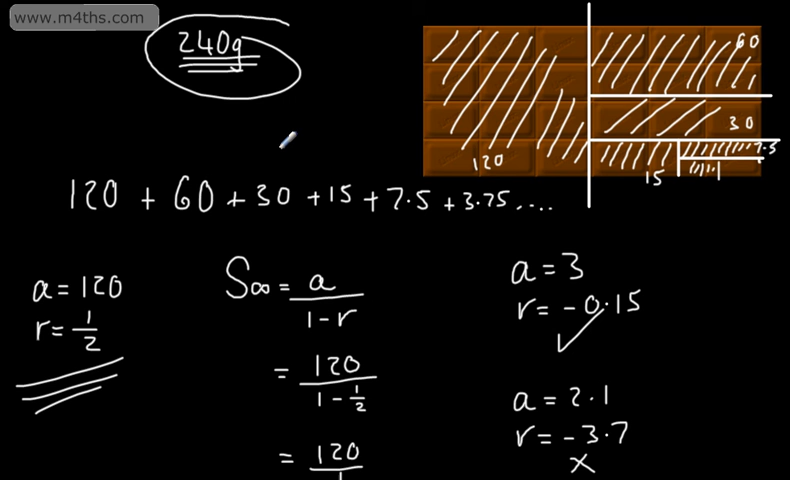 www.m4ths.com
240g
60
30
7.5
120
15
120 + 60 + 30 + 15 + 7.5 + 3.75 ....
a = 120
r = 1/2
S∞ = a/(1-r)
= 120/(1-1/2)
= 120/1
a = 3
r = -0.15
✓
a = 2.1
r = -3.7
×